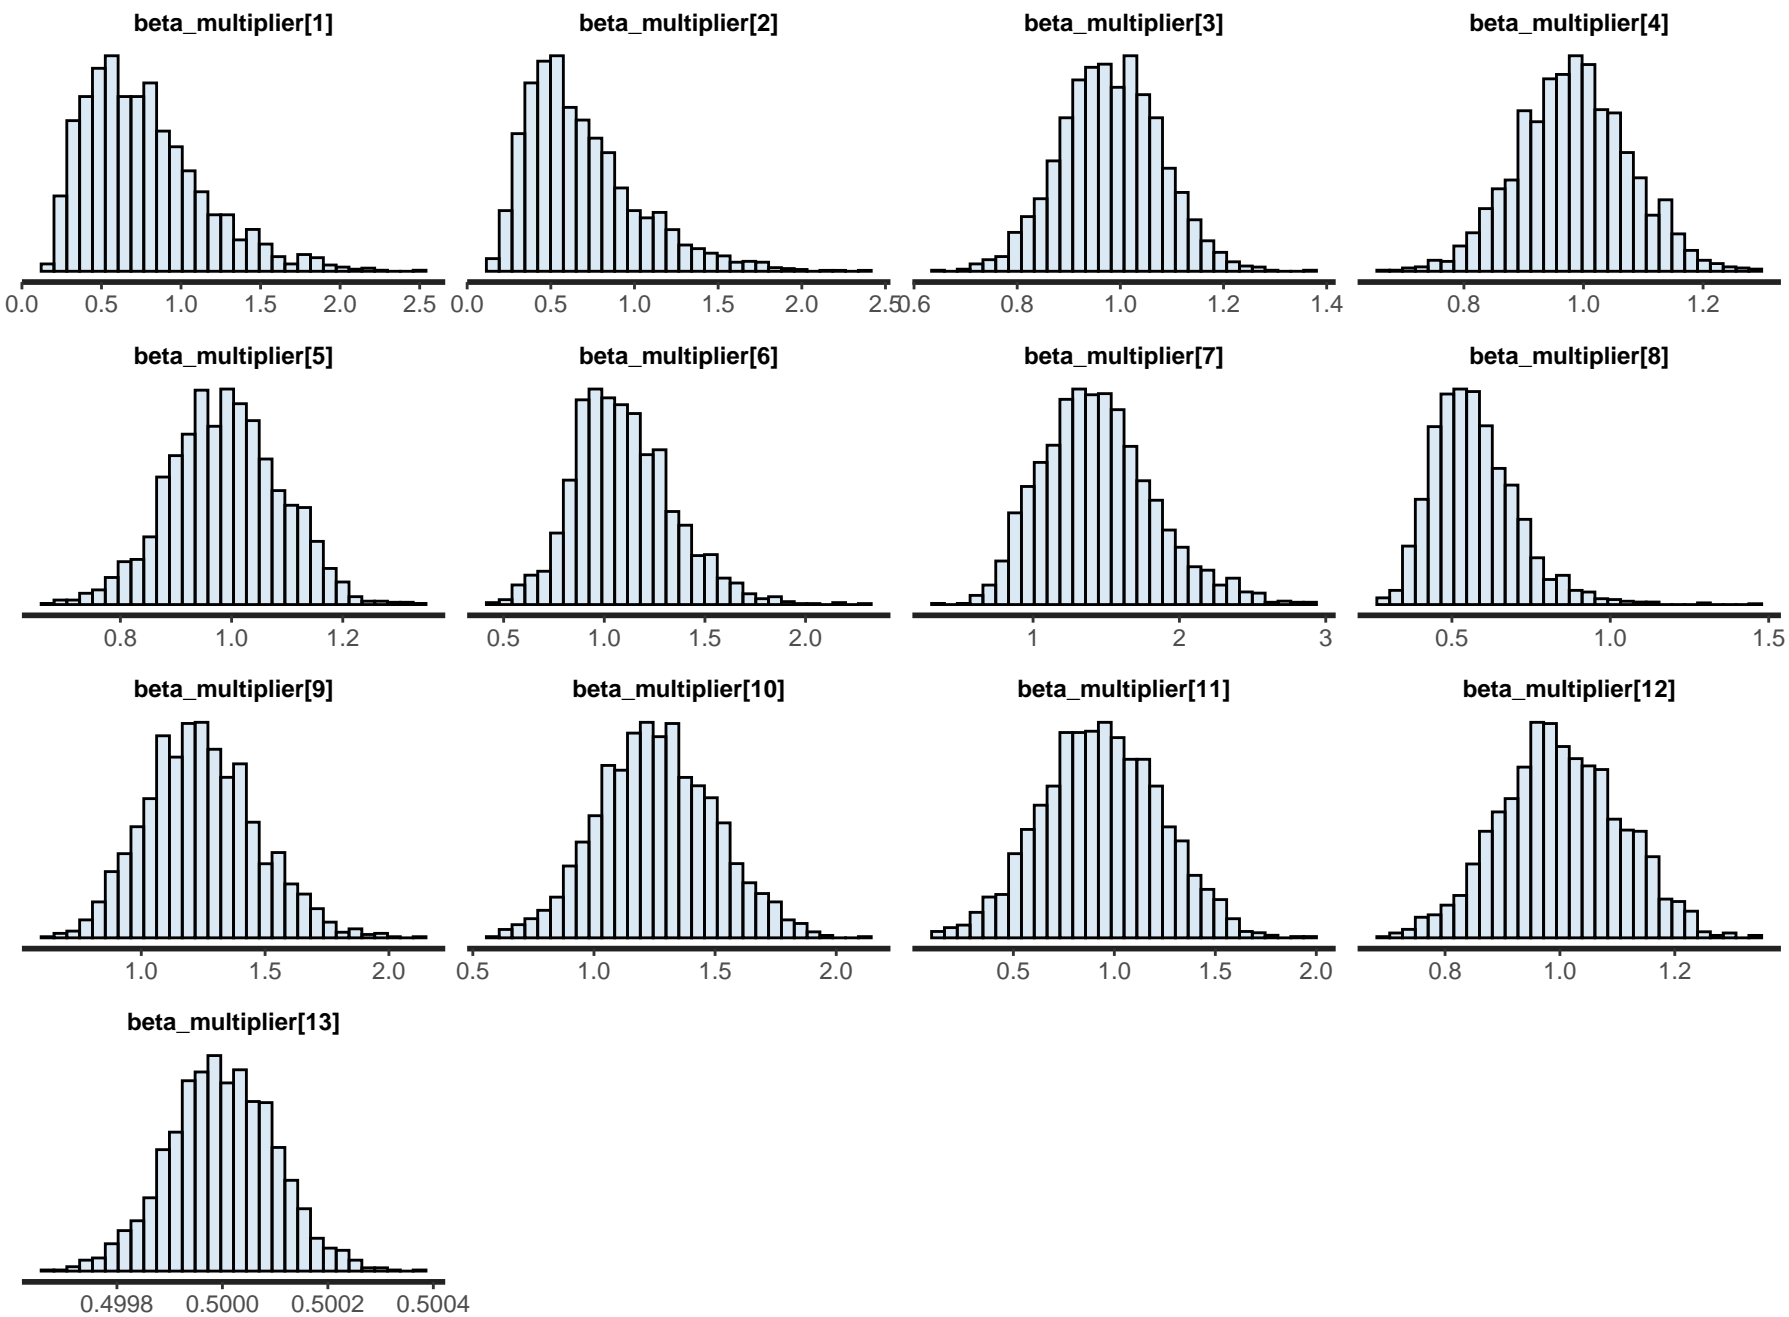 beta_multiplier[1] beta_multiplier[2] beta_multiplier[3] beta_multiplier[4]
0.0 0.5 1.0 1.5 2.0 2.5 0.0 0.5 1.0 1.5 2.0 2.5 0.6 0.8 1.0 1.2 1.4 0.8 1.0 1.2
beta_multiplier[5] beta_multiplier[6] beta_multiplier[7] beta_multiplier[8]
0.8 1.0 1.2 0.5 1.0 1.5 2.0 1 2 3 0.5 1.0 1.5
beta_multiplier[9] beta_multiplier[10] beta_multiplier[11] beta_multiplier[12]
1.0 1.5 2.0 0.5 1.0 1.5 2.0 0.5 1.0 1.5 2.0 0.8 1.0 1.2
beta_multiplier[13]
0.4998 0.5000 0.5002 0.5004